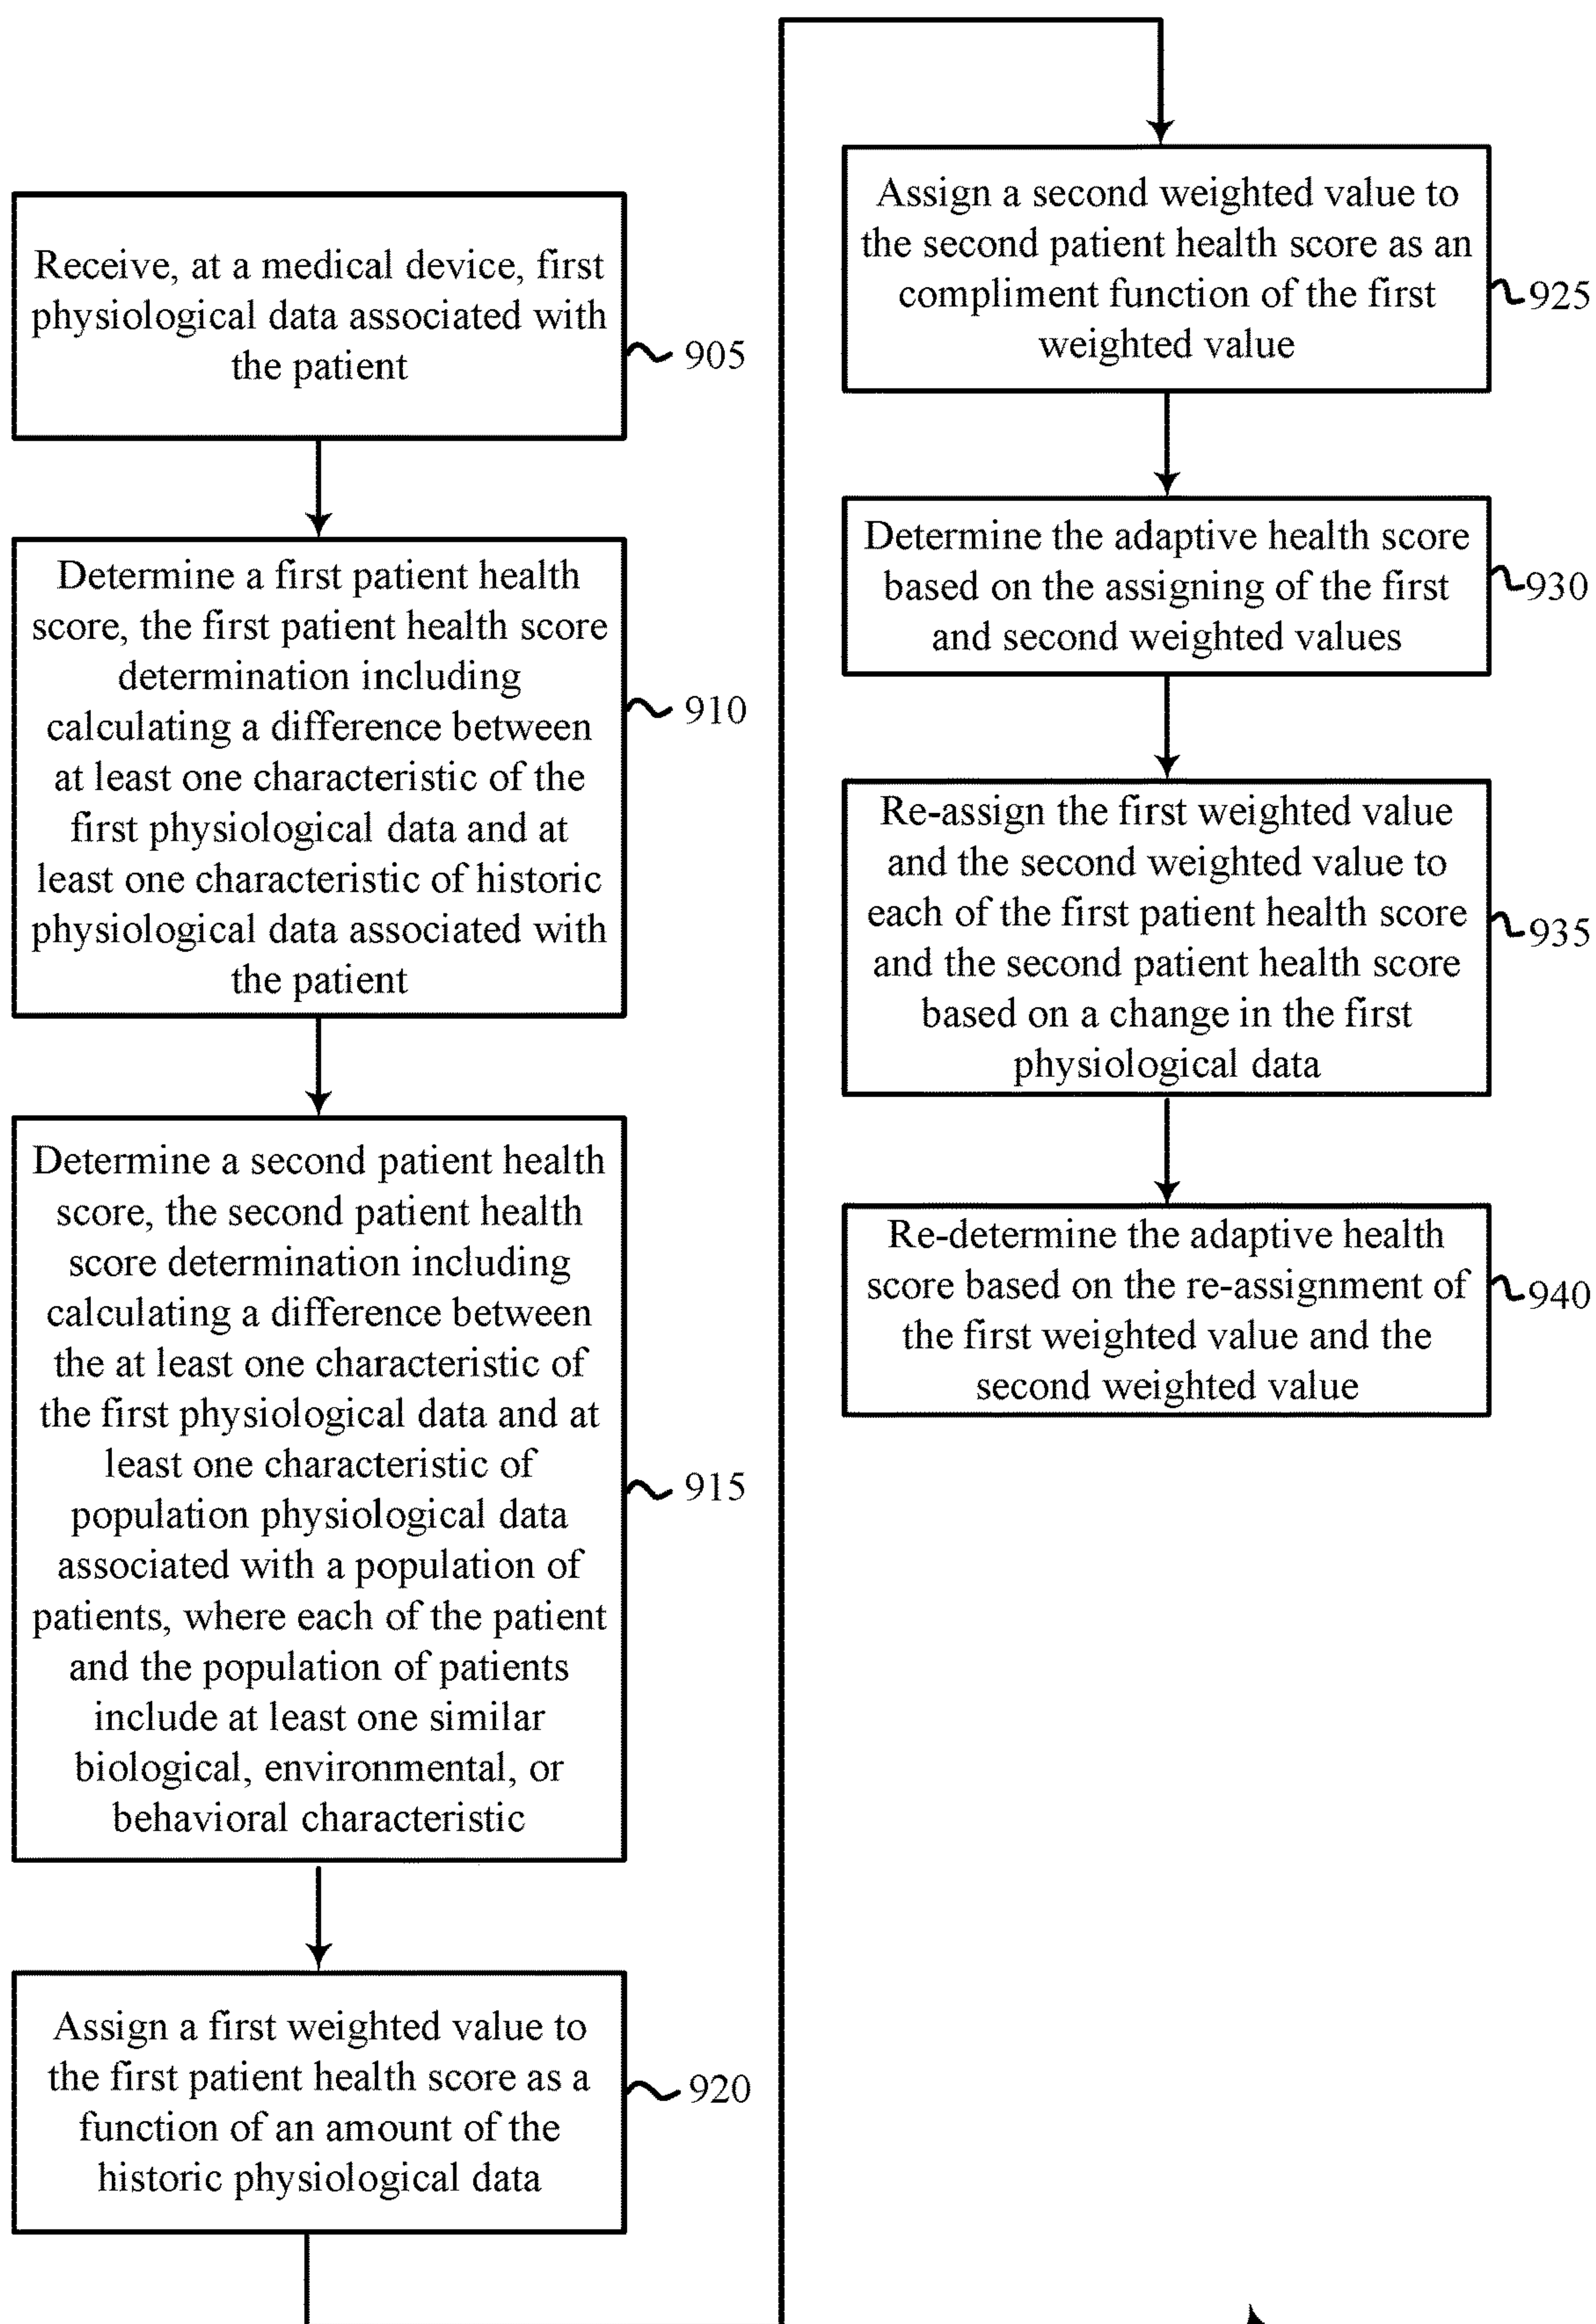 Receive, at a medical device, first
physiological data associated with
the patient
905
Determine a first patient health
score, the first patient health score
determination including
calculating a difference between
at least one characteristic of the
first physiological data and at
least one characteristic of historic
physiological data associated with
the patient
910
Determine a second patient health
score, the second patient health
score determination including
calculating a difference between
the at least one characteristic of
the first physiological data and at
least one characteristic of
population physiological data
associated with a population of
patients, where each of the patient
and the population of patients
include at least one similar
biological, environmental, or
behavioral characteristic
915
Assign a first weighted value to
the first patient health score as a
function of an amount of the
historic physiological data
920
Assign a second weighted value to
the second patient health score as an
compliment function of the first
weighted value
925
Determine the adaptive health score
based on the assigning of the first
and second weighted values
930
Re-assign the first weighted value
and the second weighted value to
each of the first patient health score
and the second patient health score
based on a change in the first
physiological data
935
Re-determine the adaptive health
score based on the re-assignment of
the first weighted value and the
second weighted value
940